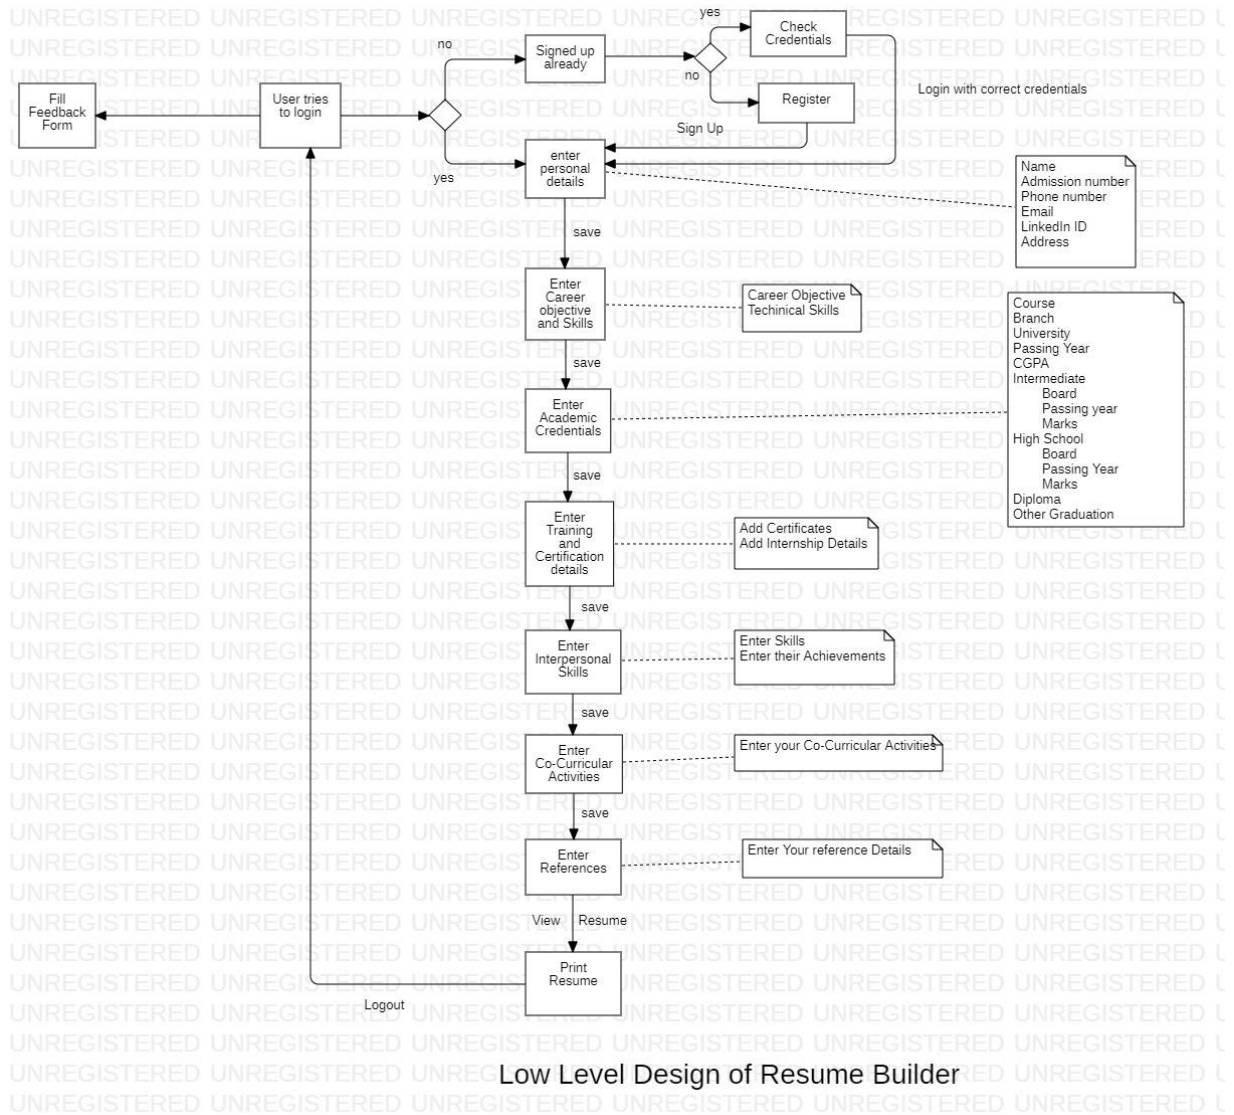 yes
Check
Credentials
no
Signed up
already
no
Register
Login with correct credentials
Fill
Feedback
Form
User tries
to login
Sign Up
yes
enter
personal
details
Name
Admission number
Phone number
Email
LinkedIn ID
Address
save
Enter
Career
objective
and Skills
Career Objective
Techinical Skills
save
Course
Branch
University
Passing Year
CGPA
Intermediate
Board
Passing year
Marks
High School
Board
Passing Year
Marks
Diploma
Other Graduation
Enter
Academic
Credentials
save
Enter
Training
and
Certification
details
Add Certificates
Add Internship Details
save
Enter
Interpersonal
Skills
Enter Skills
Enter their Achievements
save
Enter
Co-Curricular
Activities
Enter your Co-Curricular Activities
save
Enter
References
Enter Your reference Details
View Resume
Print
Resume
Logout
Low Level Design of Resume Builder
UNREGISTERED